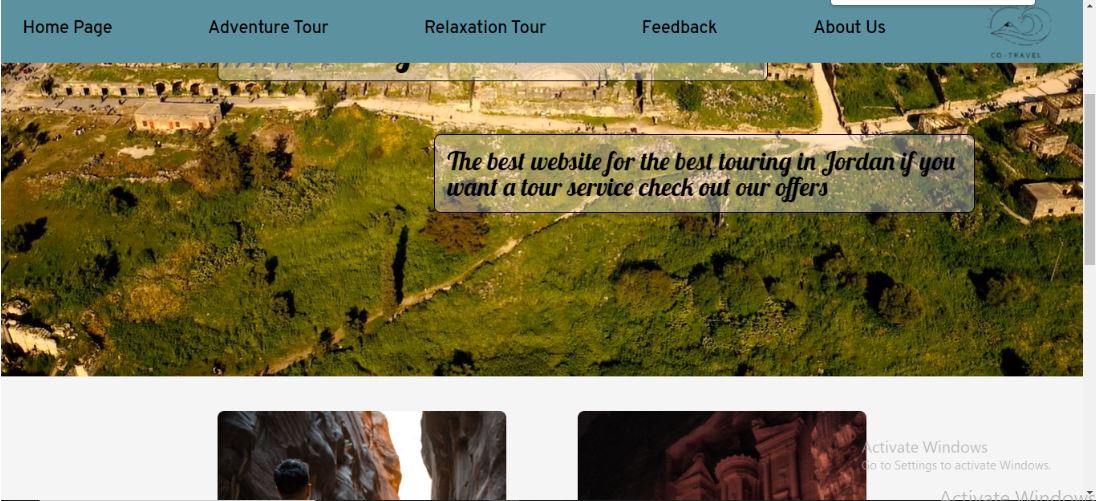 Home Page
Adventure Tour
Relaxation Tour
Feedback
About Us
CO-TRAVEL
The best website for the best touring in Jordan if you
want a tour service check out our offers
Activate Windows
Go to Settings to activate Windows.
Activate Windows